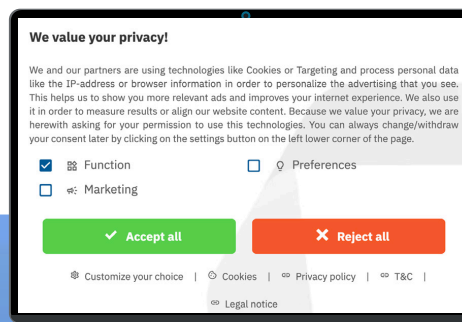 We value your privacy!
We and our partners are using technologies like Cookies or Targeting and process personal data
like the IP-address or browser information in order to personalize the advertising that you see.
This helps us to show you more relevant ads and improves your internet experience. We also use
it in order to measure results or align our website content. Because we value your privacy, we are
herewith asking for your permission to use this technologies. You can always change/withdraw
your consent later by clicking on the settings button on the left lower corner of the page.
Function Preferences
Marketing
Accept all Reject all
Customize your choice | Cookies | Privacy policy | T&C |
Legal notice